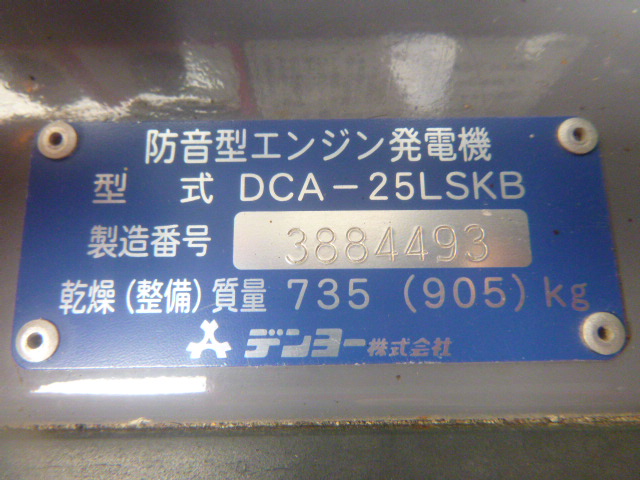 防音型エンジン発電機
型 式 DCA-25LSKB
製造番号 3884493
乾燥(整備)質量 735 (905) kg
デンヨー株式会社